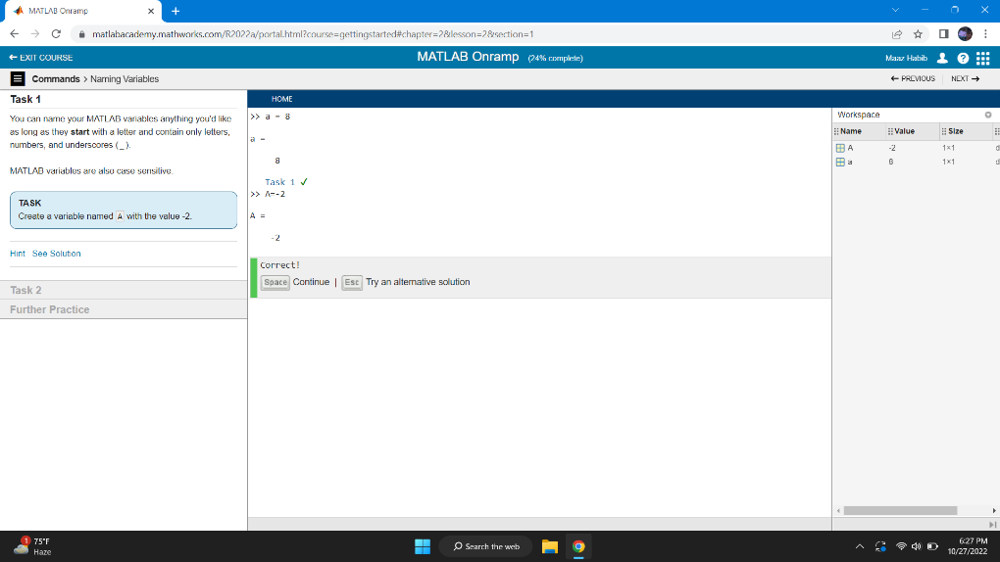 MATLAB Onramp
matlabacademy.mathworks.com/R2022a/portal.html?course=gettingstarted#chapter=2&lesson=2&section=1
EXIT COURSE
MATLAB Onramp (24% complete)
Maaz Habib
Commands > Naming Variables
PREVIOUS
NEXT
Task 1
You can name your MATLAB variables anything you'd like
as long as they start with a letter and contain only letters,
numbers, and underscores (_).
MATLAB variables are also case sensitive.
TASK
Create a variable named A with the value -2.
Hint See Solution
Task 2
Further Practice
HOME
>> a = 8
a =
8
Task 1 ✓
>> A=-2
A =
-2
Correct!
Space Continue | Esc Try an alternative solution
Workspace
Name Value Size
A -2 1×1 d
a 8 1×1 d
1
75°F
Haze
Search the web
6:27 PM
10/27/2022